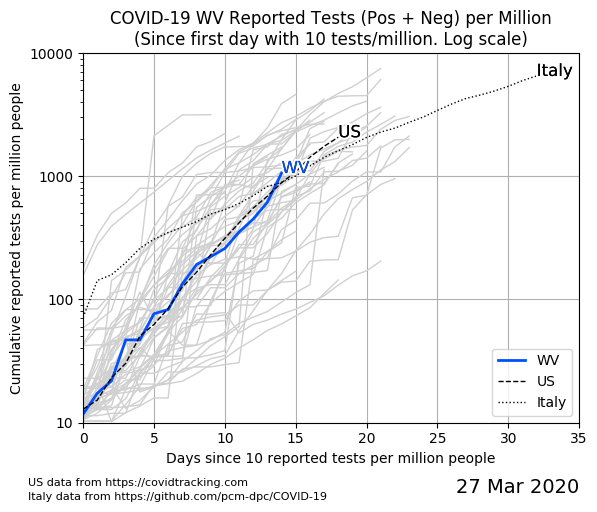 COVID-19 WV Reported Tests (Pos + Neg) per Million
(Since first day with 10 tests/million. Log scale)
Cumulative reported tests per million people
10000
1000
100
10
Italy
US
WV
WV
US
Italy
0 5 10 15 20 25 30 35
Days since 10 reported tests per million people
US data from https://covidtracking.com
Italy data from https://github.com/pcm-dpc/COVID-19
27 Mar 2020